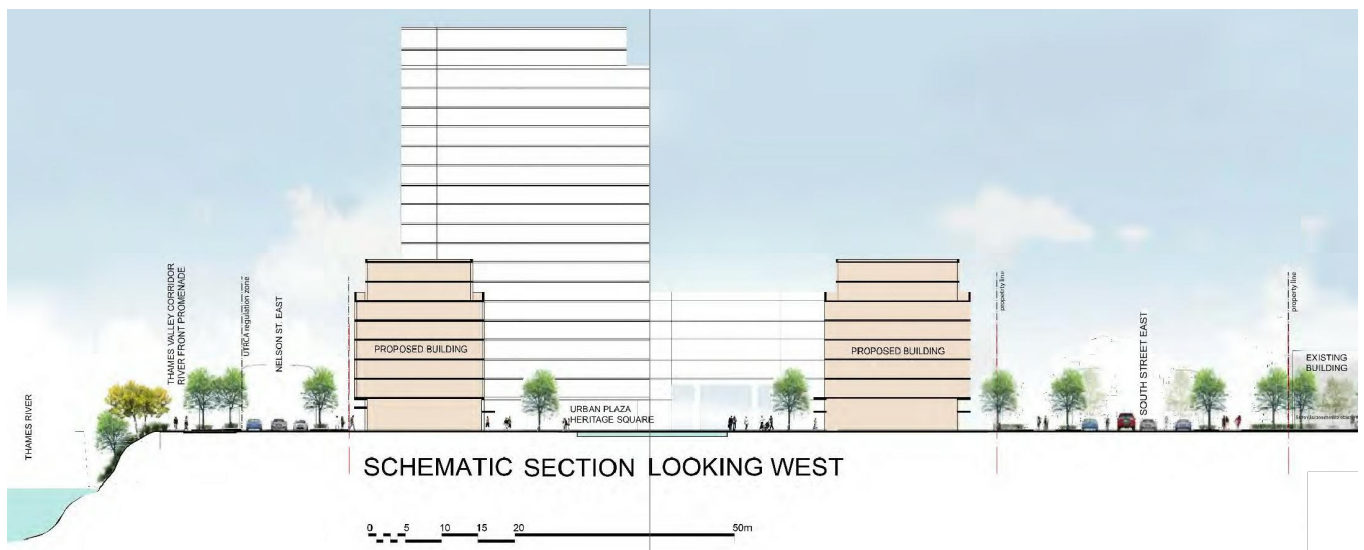 THAMES RIVER
THAMES VALLEY CORRIDOR
RIVER FRONT PROMENADE
UTRCA regulation zone
NELSON ST. EAST
PROPOSED BUILDING
URBAN PLAZA
HERITAGE SQUARE
PROPOSED BUILDING
property line
SOUTH STREET EAST
property line
EXISTING
BUILDING
SCHEMATIC SECTION LOOKING WEST
0 5 10 15 20 50m